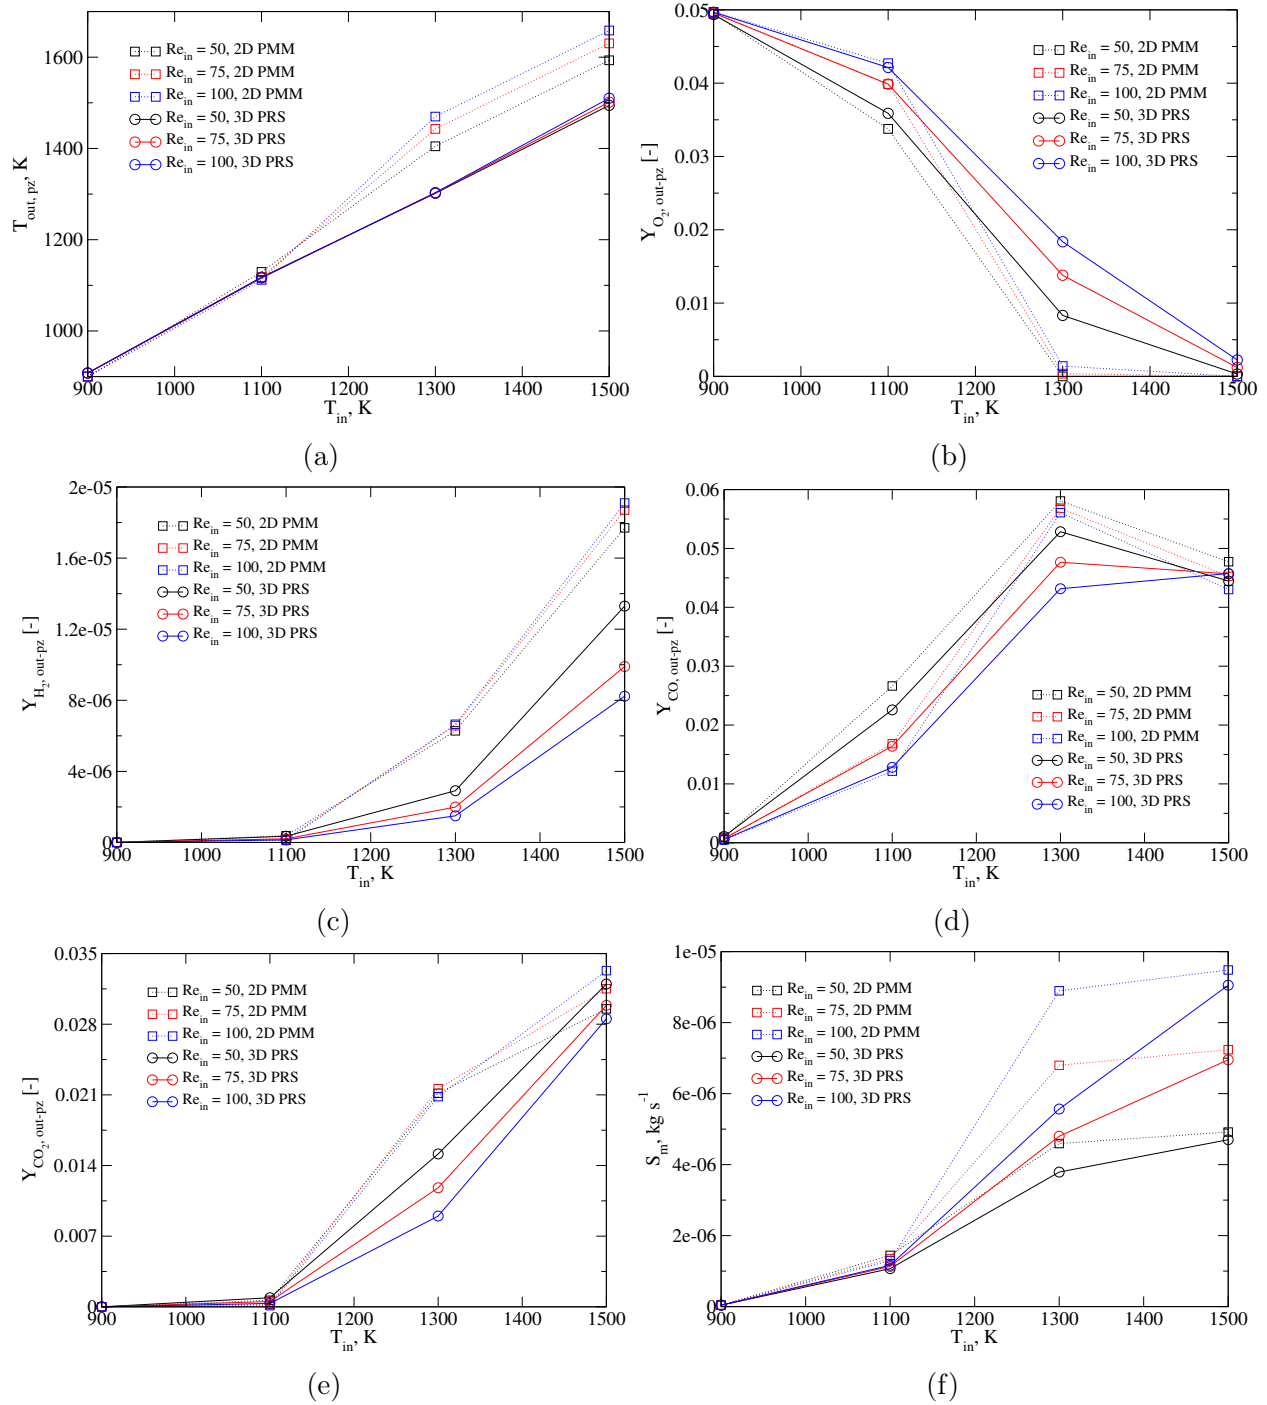 1600
1400
1200
1000
T_out, pz, K
Re_in = 50, 2D PMM
Re_in = 75, 2D PMM
Re_in = 100, 2D PMM
Re_in = 50, 3D PRS
Re_in = 75, 3D PRS
Re_in = 100, 3D PRS
900 1000 1100 1200 1300 1400 1500
T_in, K
(a)
0.05
0.04
0.03
0.02
0.01
0
Y_O2, out-pz [-]
Re_in = 50, 2D PMM
Re_in = 75, 2D PMM
Re_in = 100, 2D PMM
Re_in = 50, 3D PRS
Re_in = 75, 3D PRS
Re_in = 100, 3D PRS
900 1000 1100 1200 1300 1400 1500
T_in, K
(b)
2e-05
1.6e-05
1.2e-05
8e-06
4e-06
0
Y_H2, out-pz [-]
Re_in = 50, 2D PMM
Re_in = 75, 2D PMM
Re_in = 100, 2D PMM
Re_in = 50, 3D PRS
Re_in = 75, 3D PRS
Re_in = 100, 3D PRS
900 1000 1100 1200 1300 1400 1500
T_in, K
(c)
0.06
0.05
0.04
0.03
0.02
0.01
0
Y_CO, out-pz [-]
Re_in = 50, 2D PMM
Re_in = 75, 2D PMM
Re_in = 100, 2D PMM
Re_in = 50, 3D PRS
Re_in = 75, 3D PRS
Re_in = 100, 3D PRS
900 1000 1100 1200 1300 1400 1500
T_in, K
(d)
0.035
0.028
0.021
0.014
0.007
0
Y_CO2, out-pz [-]
Re_in = 50, 2D PMM
Re_in = 75, 2D PMM
Re_in = 100, 2D PMM
Re_in = 50, 3D PRS
Re_in = 75, 3D PRS
Re_in = 100, 3D PRS
900 1000 1100 1200 1300 1400 1500
T_in, K
(e)
1e-05
8e-06
6e-06
4e-06
2e-06
0
S_m, kg s^-1
Re_in = 50, 2D PMM
Re_in = 75, 2D PMM
Re_in = 100, 2D PMM
Re_in = 50, 3D PRS
Re_in = 75, 3D PRS
Re_in = 100, 3D PRS
900 1000 1100 1200 1300 1400 1500
T_in, K
(f)